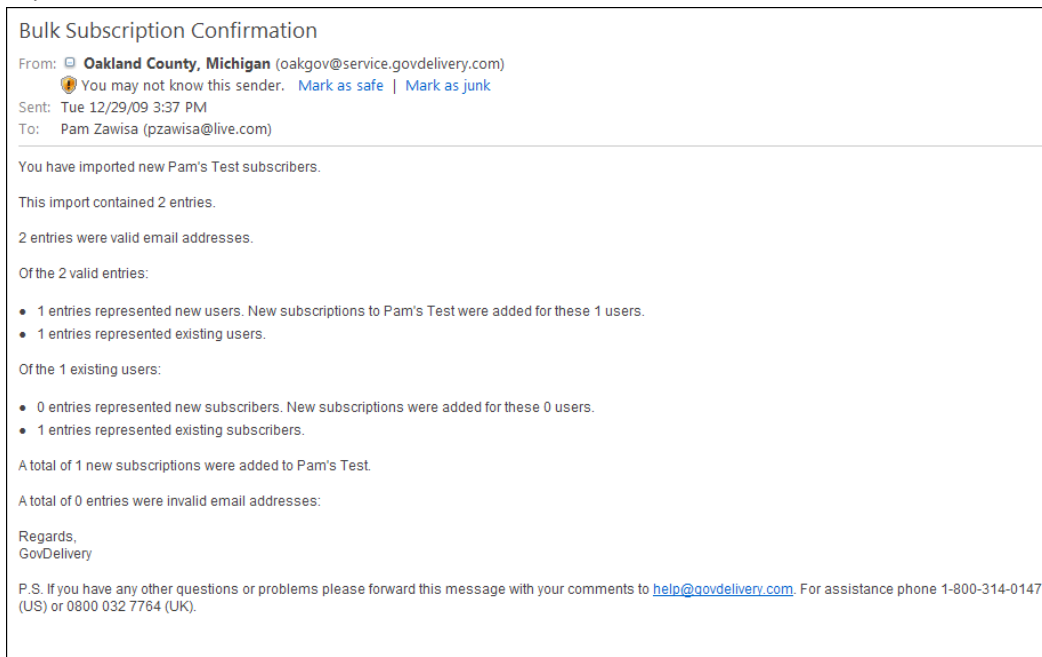 Bulk Subscription Confirmation
From: Oakland County, Michigan (oakgov@service.govdelivery.com)
You may not know this sender. Mark as safe | Mark as junk
Sent: Tue 12/29/09 3:37 PM
To: Pam Zawisa (pzawisa@live.com)
You have imported new Pam's Test subscribers.
This import contained 2 entries.
2 entries were valid email addresses.
Of the 2 valid entries:
• 1 entries represented new users. New subscriptions to Pam's Test were added for these 1 users.
• 1 entries represented existing users.
Of the 1 existing users:
• 0 entries represented new subscribers. New subscriptions were added for these 0 users.
• 1 entries represented existing subscribers.
A total of 1 new subscriptions were added to Pam's Test.
A total of 0 entries were invalid email addresses:
Regards,
GovDelivery
P.S. If you have any other questions or problems please forward this message with your comments to help@govdelivery.com. For assistance phone 1-800-314-0147
(US) or 0800 032 7764 (UK).